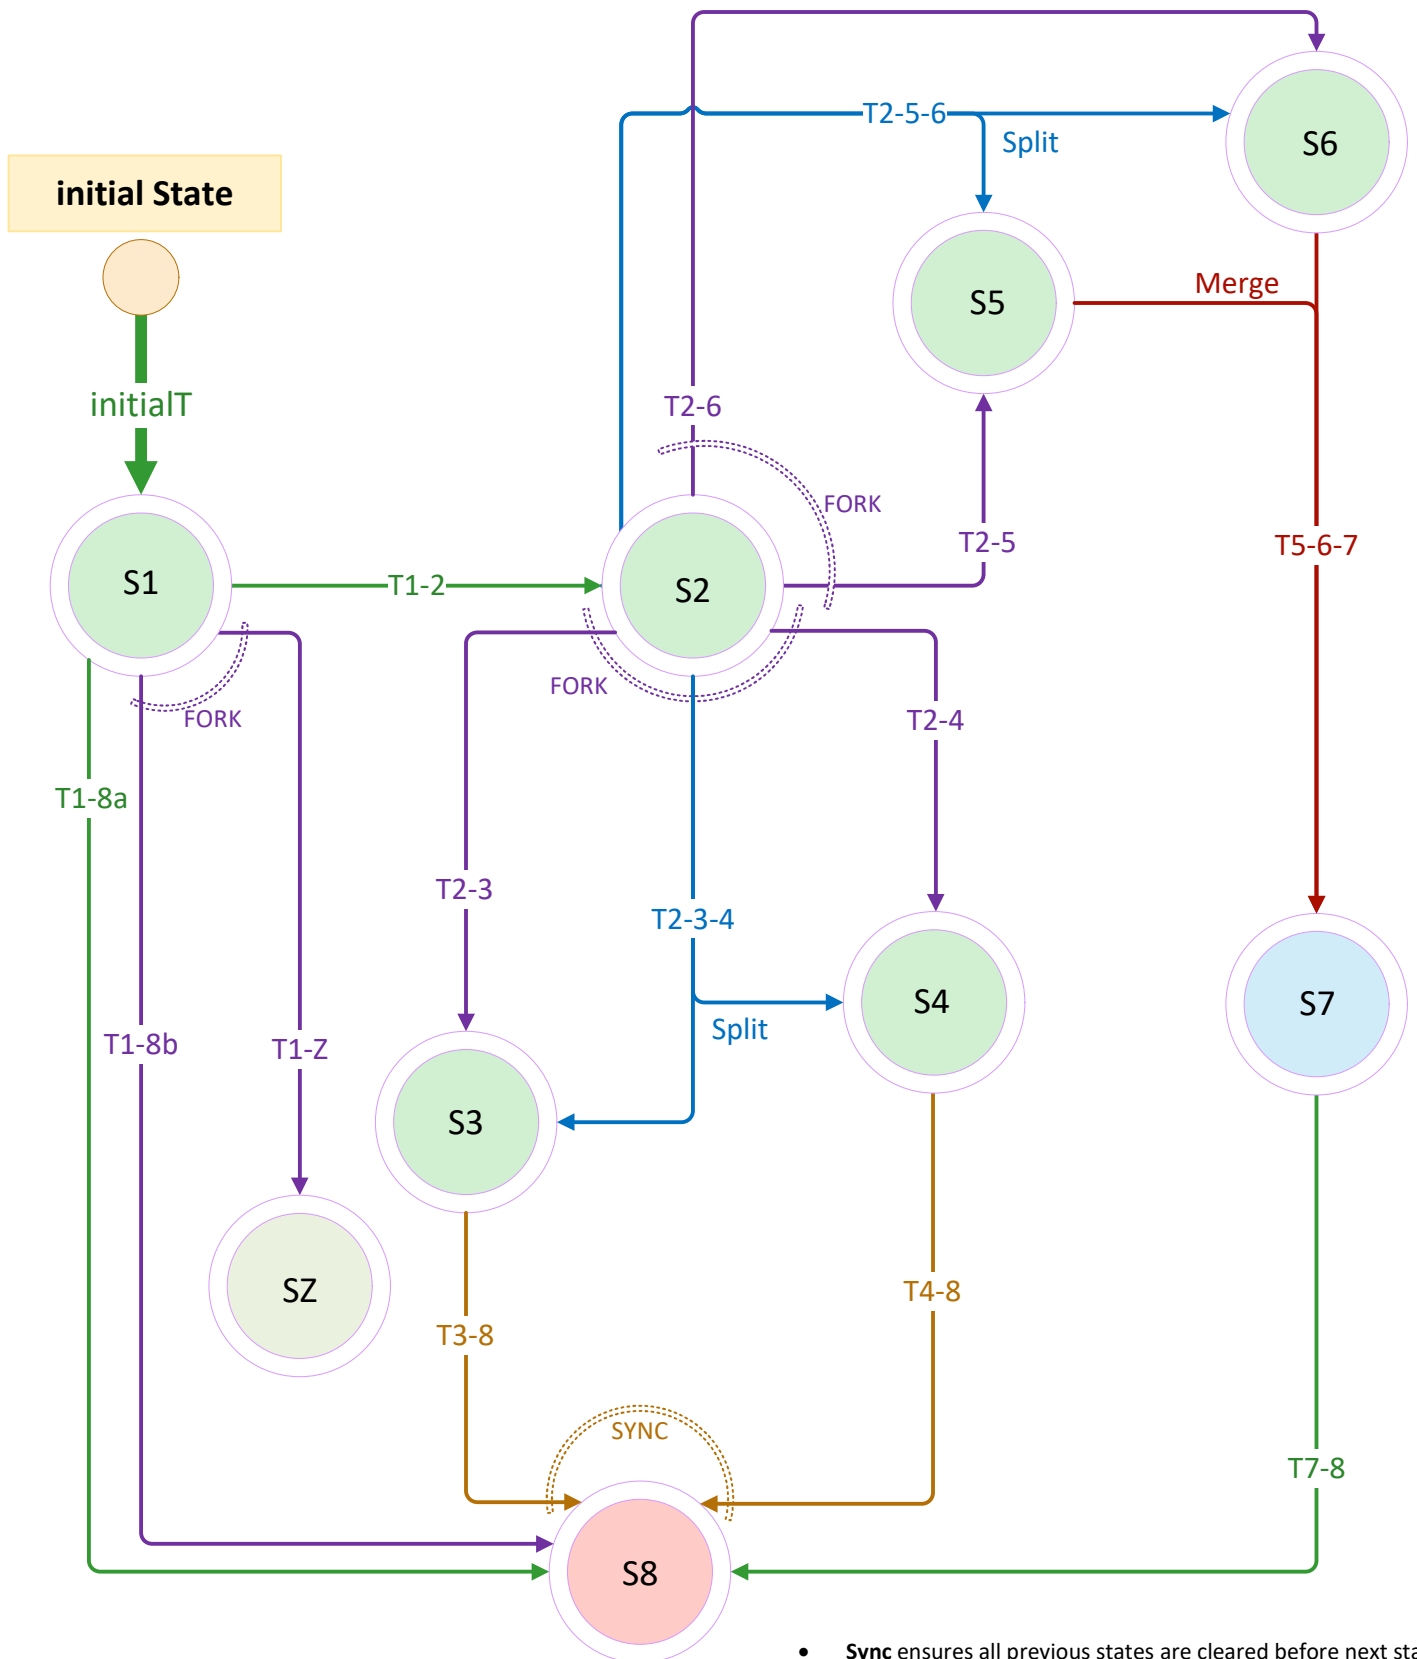 T2-5-6
Split
S6
initial State
Merge
S5
initialT
T2-6
FORK
T2-5
T5-6-7
S1
T1-2
S2
FORK
FORK
T2-4
T1-8a
T2-3
T2-3-4
S4
S7
Split
T1-8b
T1-Z
S3
SZ
T4-8
T3-8
SYNC
T7-8
S8
• Sync ensures all previous states are cleared before next sta